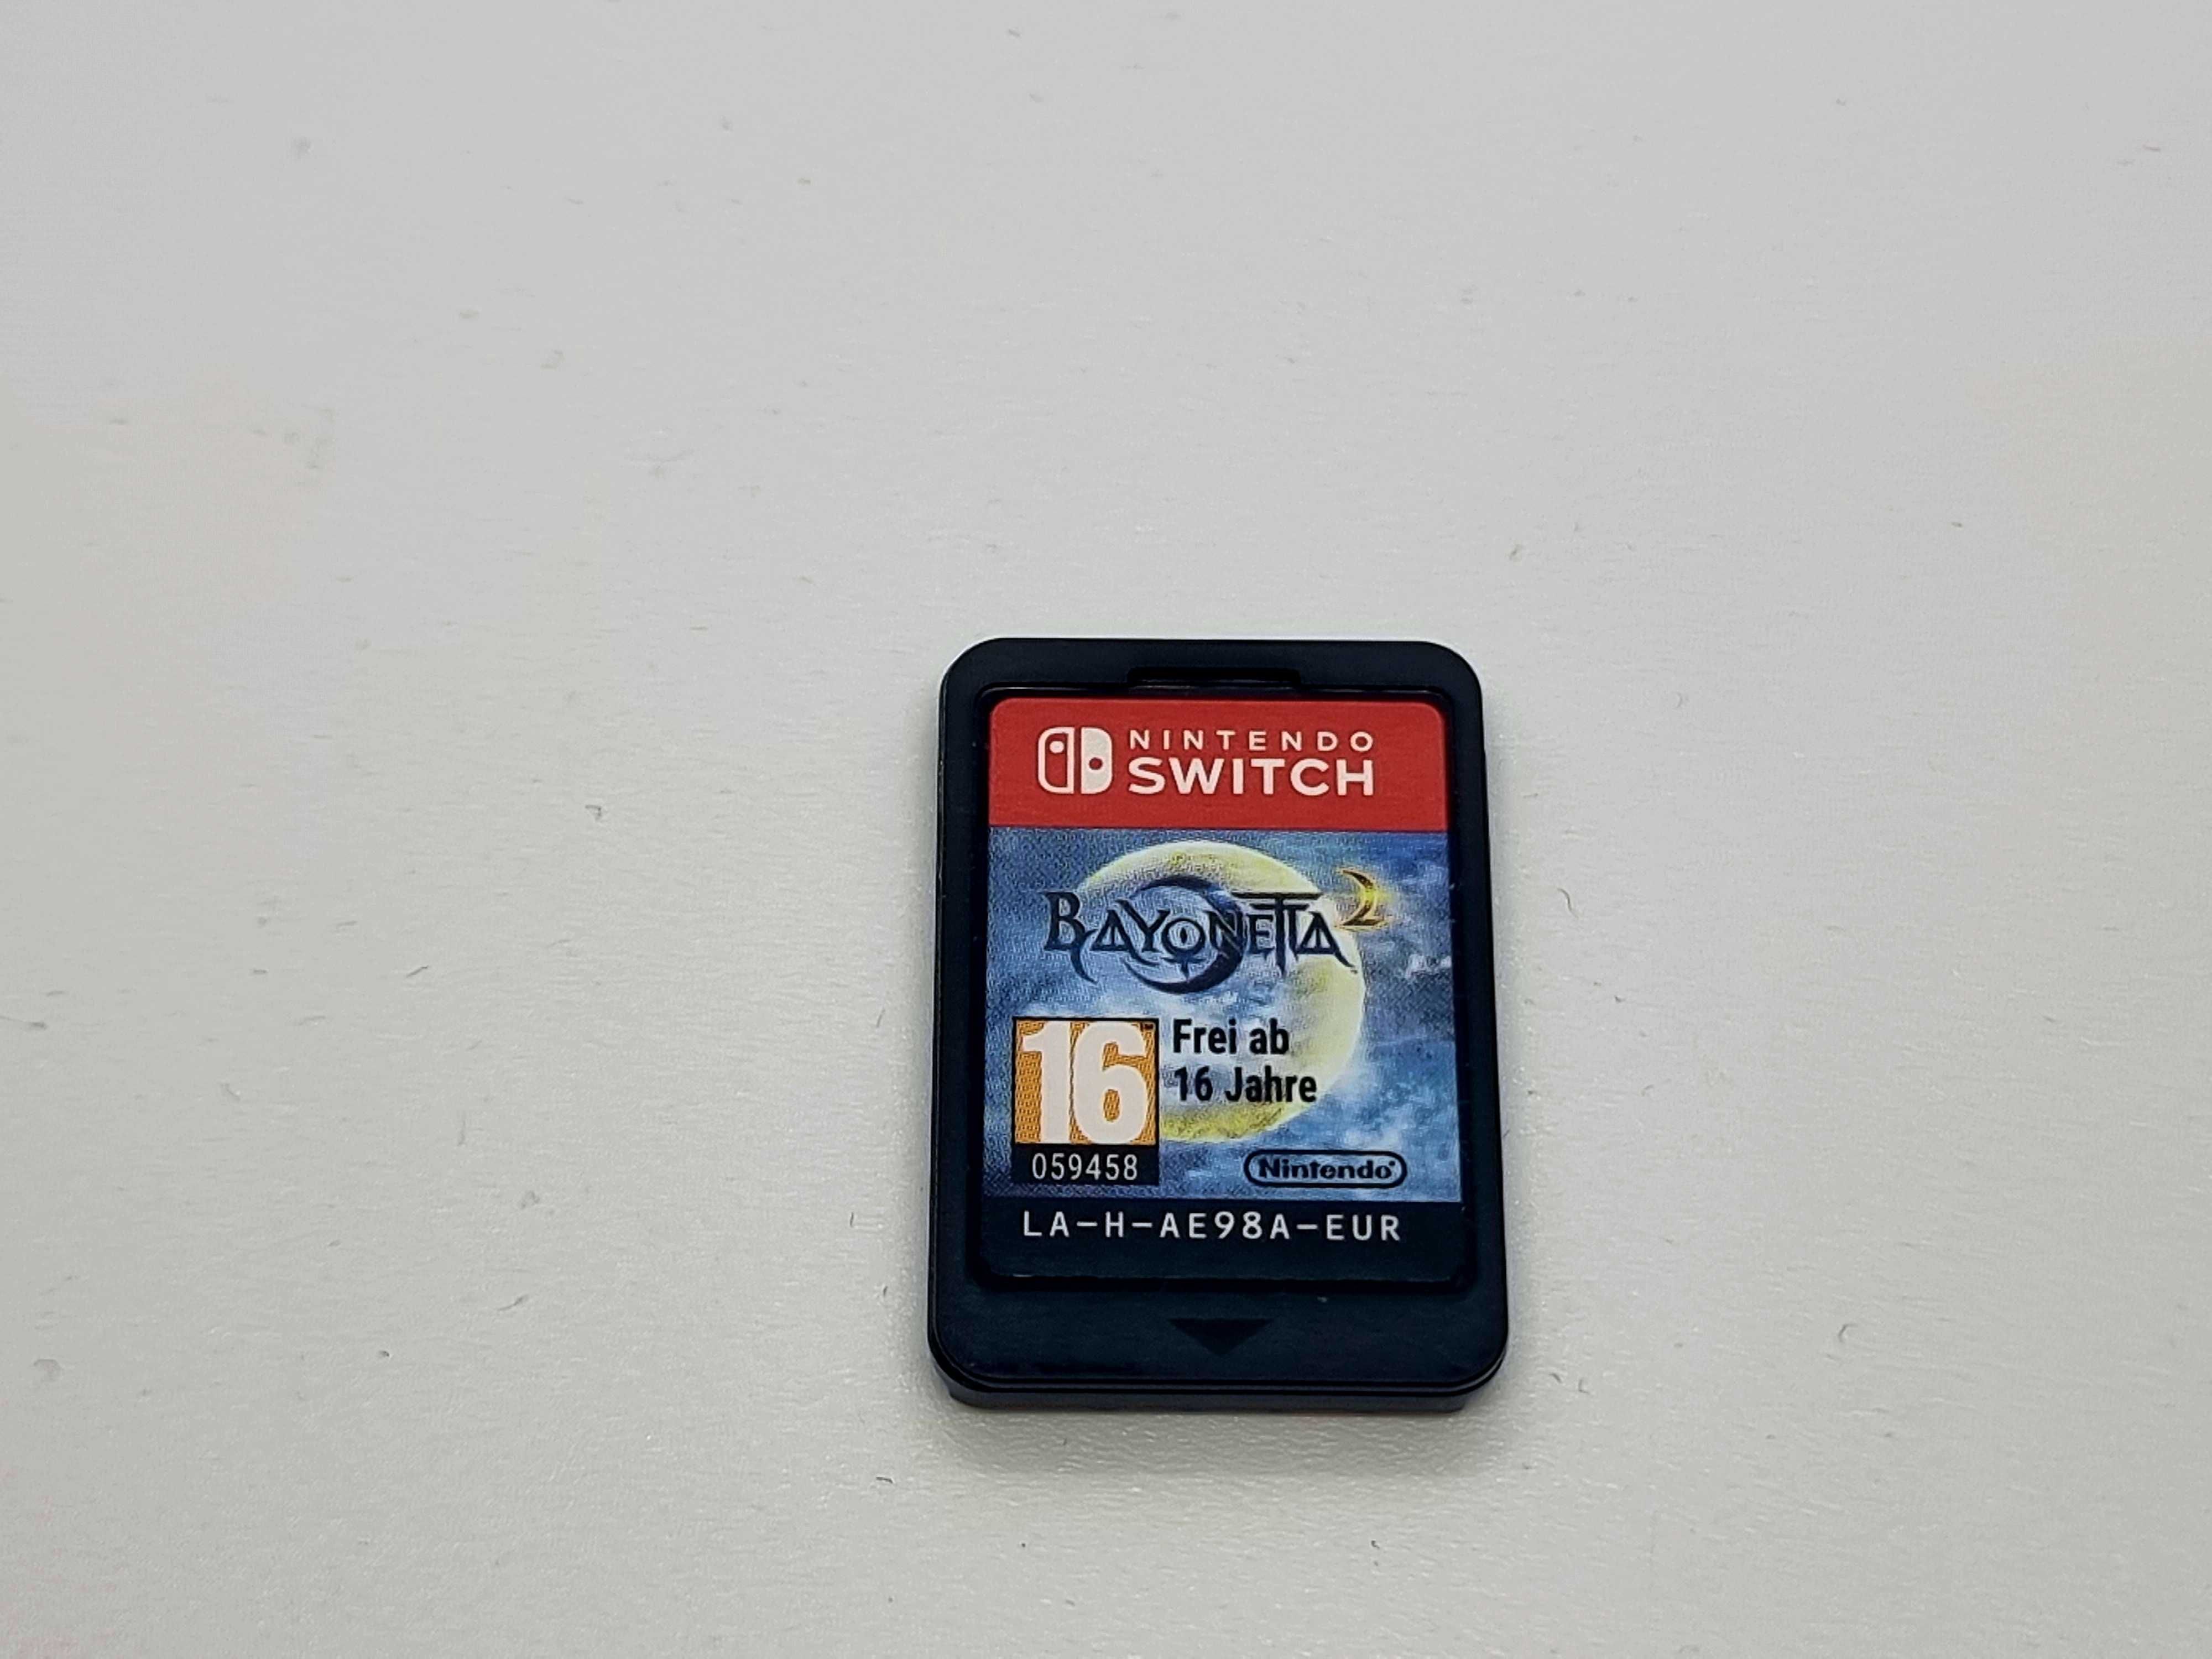 NINTENDO
SWITCH
BAYONETTA 2
16
Frei ab
16 Jahre
059458
Nintendo
LA-H-AE98A-EUR